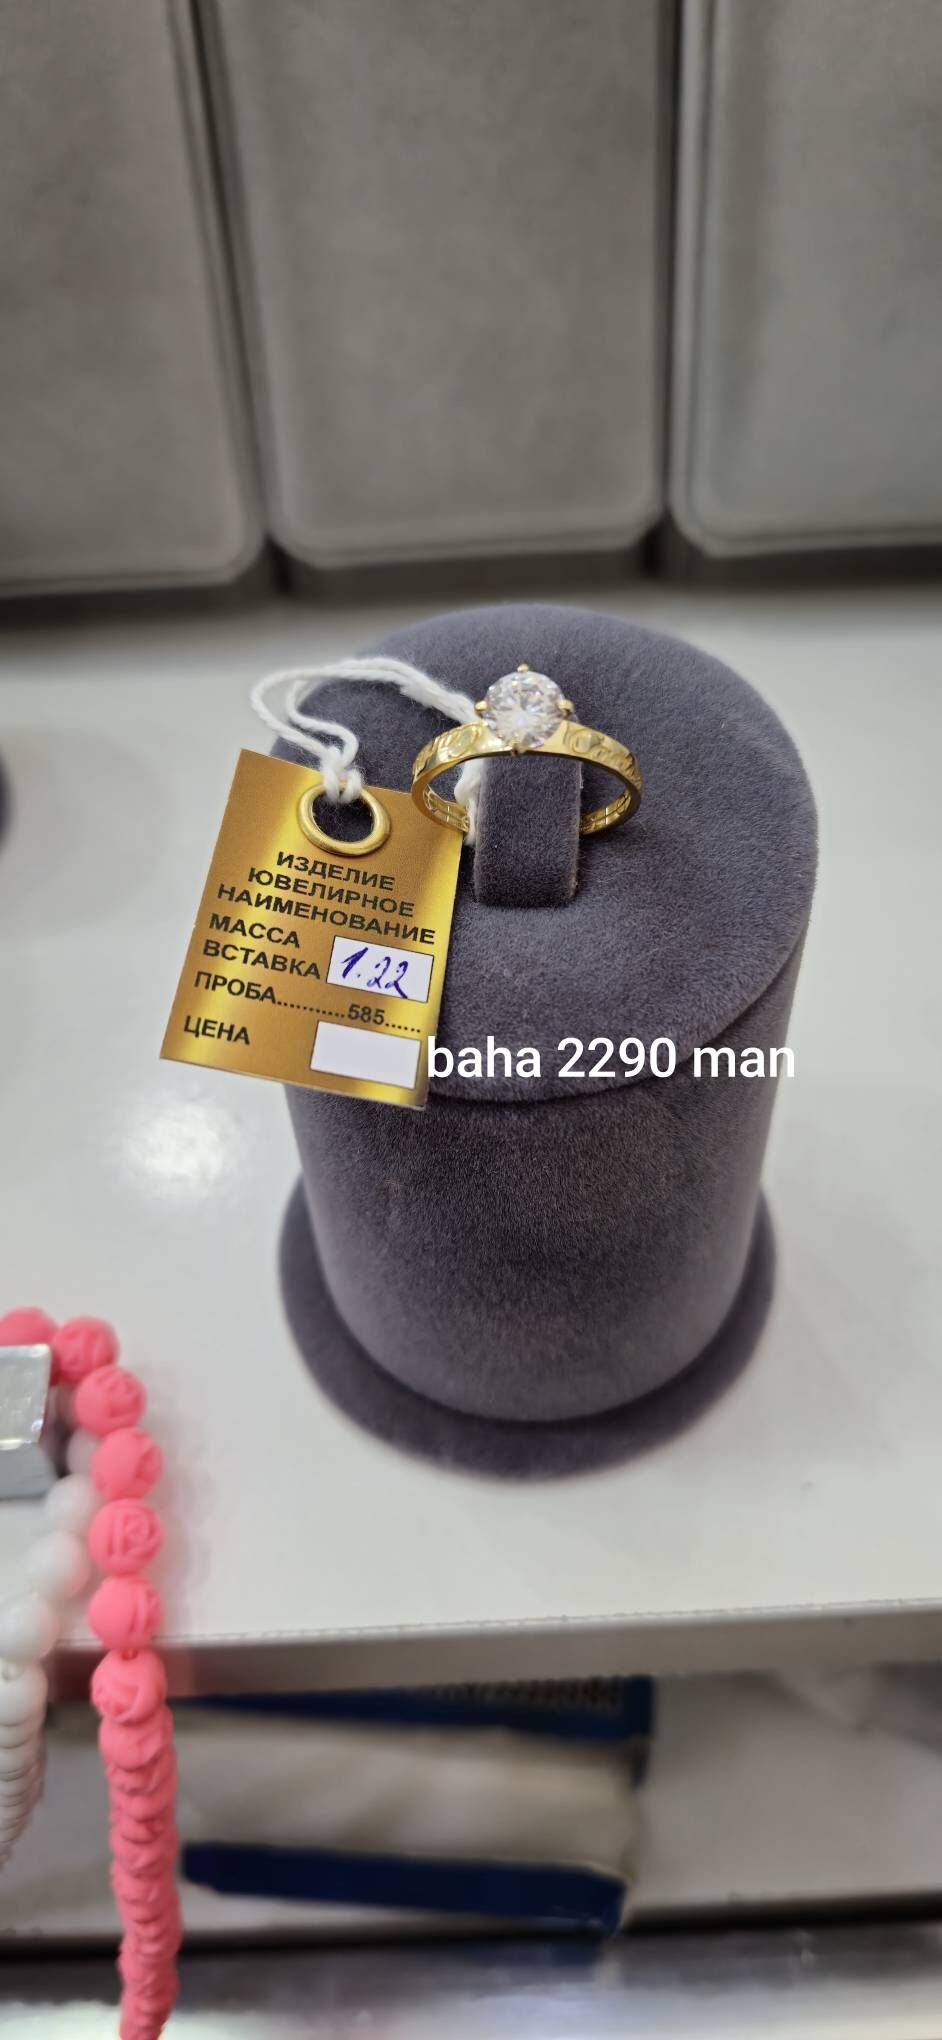 ИЗДЕЛИЕ
ЮВЕЛИРНОЕ
НАИМЕНОВАНИЕ
МАССА
ВСТАВКА 1.22
ПРОБА...........585......
ЦЕНА
baha 2290 man